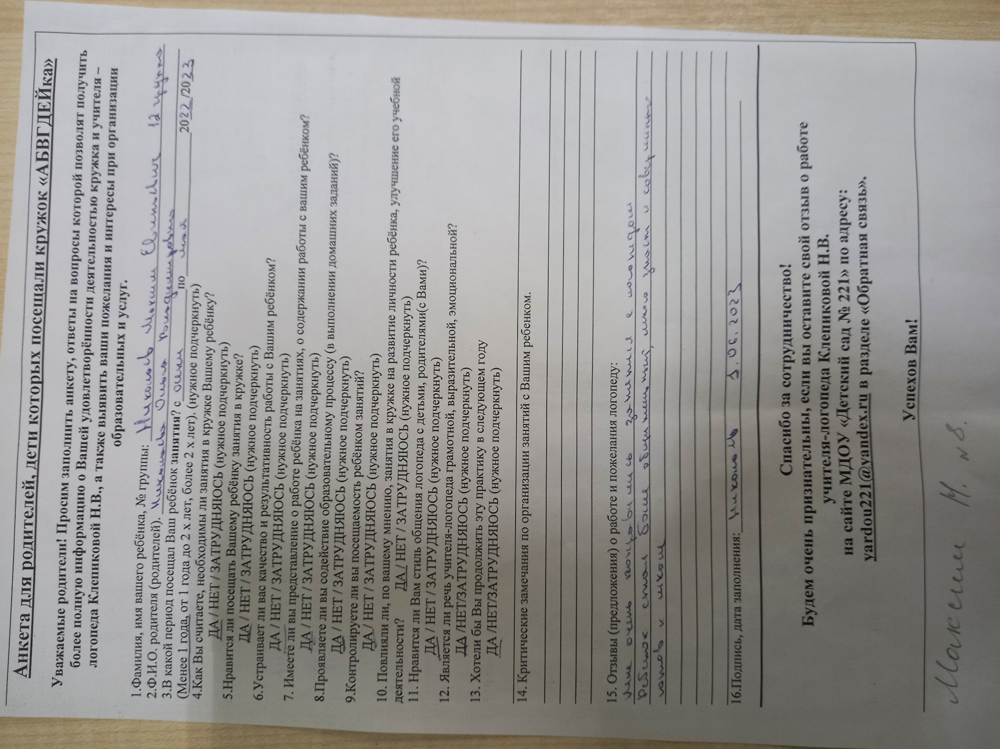 Анкета для родителей, дети которых посещали кружок «АБВГДЕЙка»
Уважаемые родители! Просим заполнить анкету, ответы на вопросы которой позволят получить
более полную информацию о Вашей удовлетворённости деятельностью кружка и учителя –
логопеда Клепиковой Н.В., а также выявить ваши пожелания и интересы при организации
образовательных и услуг.
1.Фамилия, имя вашего ребёнка, № группы: Николаев Максим Евгеньевич 12 группа
2.Ф.И.О. родителя (родителей). Николаева Ольга
3.В какой период посещал Ваш ребёнок занятия? с осени по мая 2022/2023
(Менее 1 года, от 1 года до 2 х лет, более 2 х лет). (нужное подчеркнуть)
4.Как Вы считаете, необходимы ли занятия в кружке Вашему ребёнку?
ДА / НЕТ / ЗАТРУДНЯЮСЬ (нужное подчеркнуть)
5.Нравится ли посещать Вашему ребёнку занятия в кружке?
ДА / НЕТ / ЗАТРУДНЯЮСЬ (нужное подчеркнуть)
6.Устраивает ли вас качество и результативность работы с Вашим ребёнком?
ДА / НЕТ / ЗАТРУДНЯЮСЬ (нужное подчеркнуть)
7. Имеете ли вы представление о работе ребёнка на занятиях, о содержании работы с вашим ребёнком?
ДА / НЕТ / ЗАТРУДНЯЮСЬ (нужное подчеркнуть)
8.Проявляете ли вы содействие образовательному процессу (в выполнении домашних заданий)?
ДА / НЕТ / ЗАТРУДНЯЮСЬ (нужное подчеркнуть)
9.Контролируете ли вы посещаемость ребёнком занятий?
ДА / НЕТ / ЗАТРУДНЯЮСЬ (нужное подчеркнуть)
10. Повлияли ли, по вашему мнению, занятия в кружке на развитие личности ребёнка, улучшение его учебной
деятельности? ДА / НЕТ / ЗАТРУДНЯЮСЬ (нужное подчеркнуть)
11. Нравится ли Вам стиль общения логопеда с детьми, родителями(с Вами)?
ДА / НЕТ / ЗАТРУДНЯЮСЬ (нужное подчеркнуть)
12. Является ли речь учителя-логопеда грамотной, выразительной, эмоциональной?
ДА /НЕТ/ЗАТРУДНЯЮСЬ (нужное подчеркнуть)
13. Хотели бы Вы продолжить эту практику в следующем году
ДА /НЕТ/ЗАТРУДНЯЮСЬ (нужное подчеркнуть)
14. Критические замечания по организации занятий с Вашим ребенком.
15. Отзывы (предложения) о работе и пожелания логопеду:
Мне очень понравились занятия с логопедом
Ребенок стал более общительный, много знает и совершенно
готов к школе
16.Подпись, дата заполнения: Николаев 1.06.2023
Спасибо за сотрудничество!
Будем очень признательны, если вы оставите свой отзыв о работе
учителя-логопеда Клепиковой Н.В.
на сайте МДОУ «Детский сад № 221» по адресу:
yardou221@yandex.ru в разделе «Обратная связь».
Успехов Вам!
Максим Н. N 8.